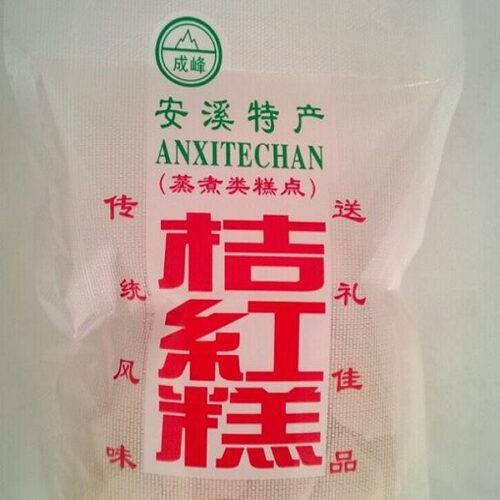 成峰
安溪特产
ANXITECHAN
(蒸煮类糕点)
桔紅糕
传统风味
送礼佳品